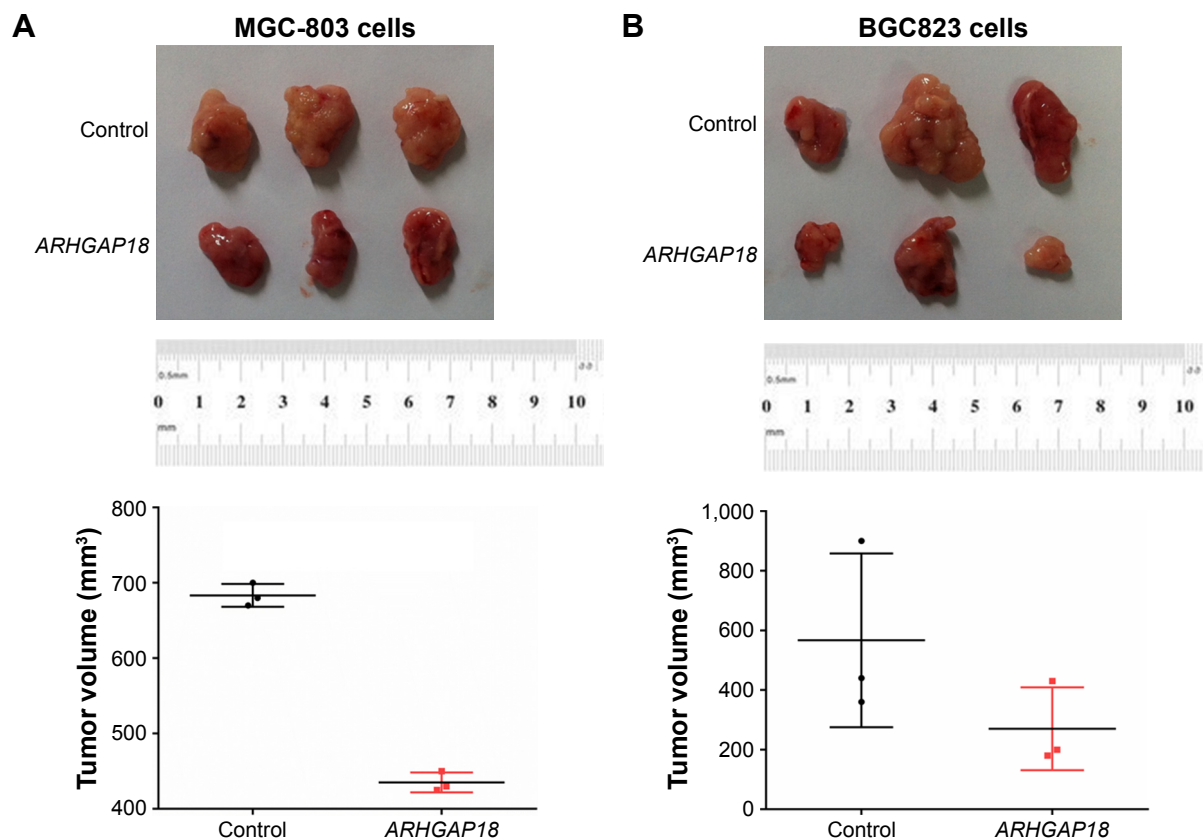 A
MGC-803 cells
Control
ARHGAP18
0.5mm
0 1 2 3 4 5 6 7 8 9 10
mm
Tumor volume (mm³)
800
700
600
500
400
Control
ARHGAP18
B
BGC823 cells
Control
ARHGAP18
0.5mm
0 1 2 3 4 5 6 7 8 9 10
mm
Tumor volume (mm³)
1,000
800
600
400
200
0
Control
ARHGAP18